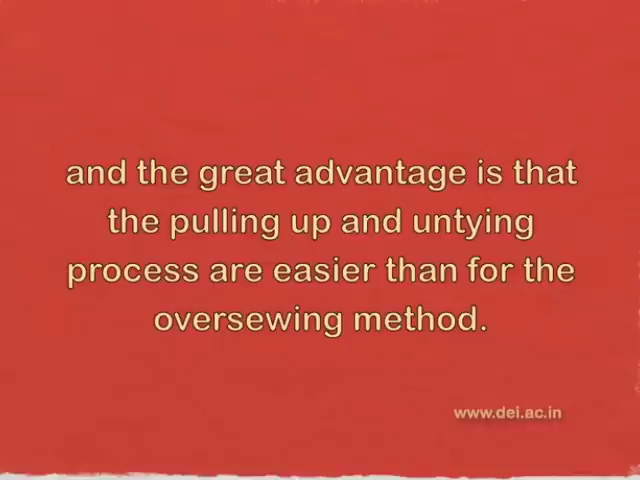 and the great advantage is that
the pulling up and untying
process are easier than for the
oversewing method.
www.dei.ac.in